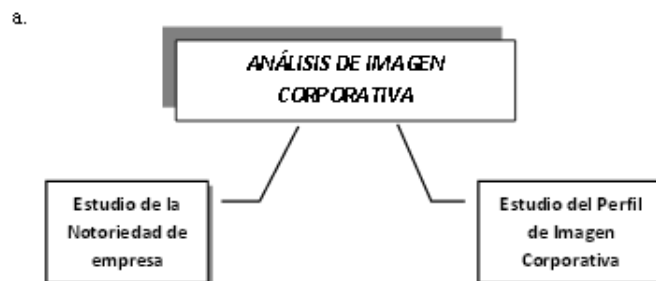 a.
ANÁLISIS DE IMAGEN
CORPORATIVA
Estudio de la
Notoriedad de
empresa
Estudio del Perfil
de Imagen
Corporativa